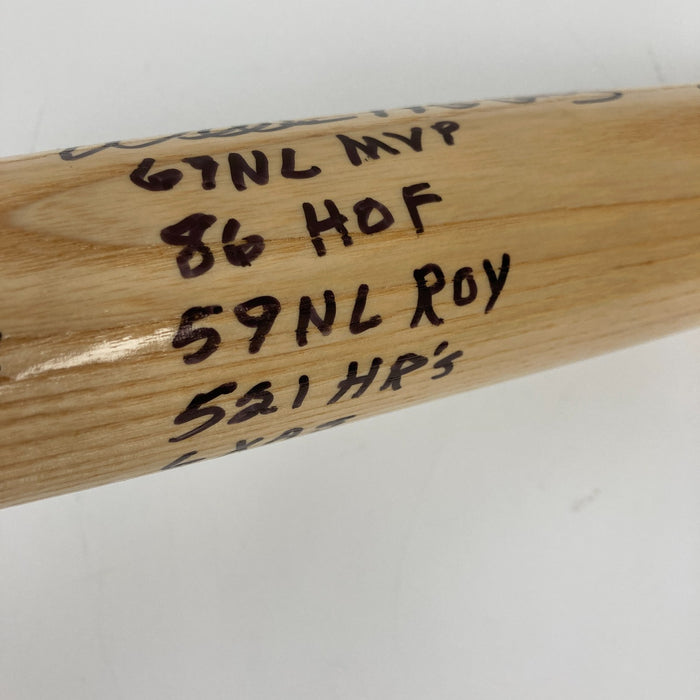 67 NL MVP
86 HOF
59 NL ROY
521 HR's